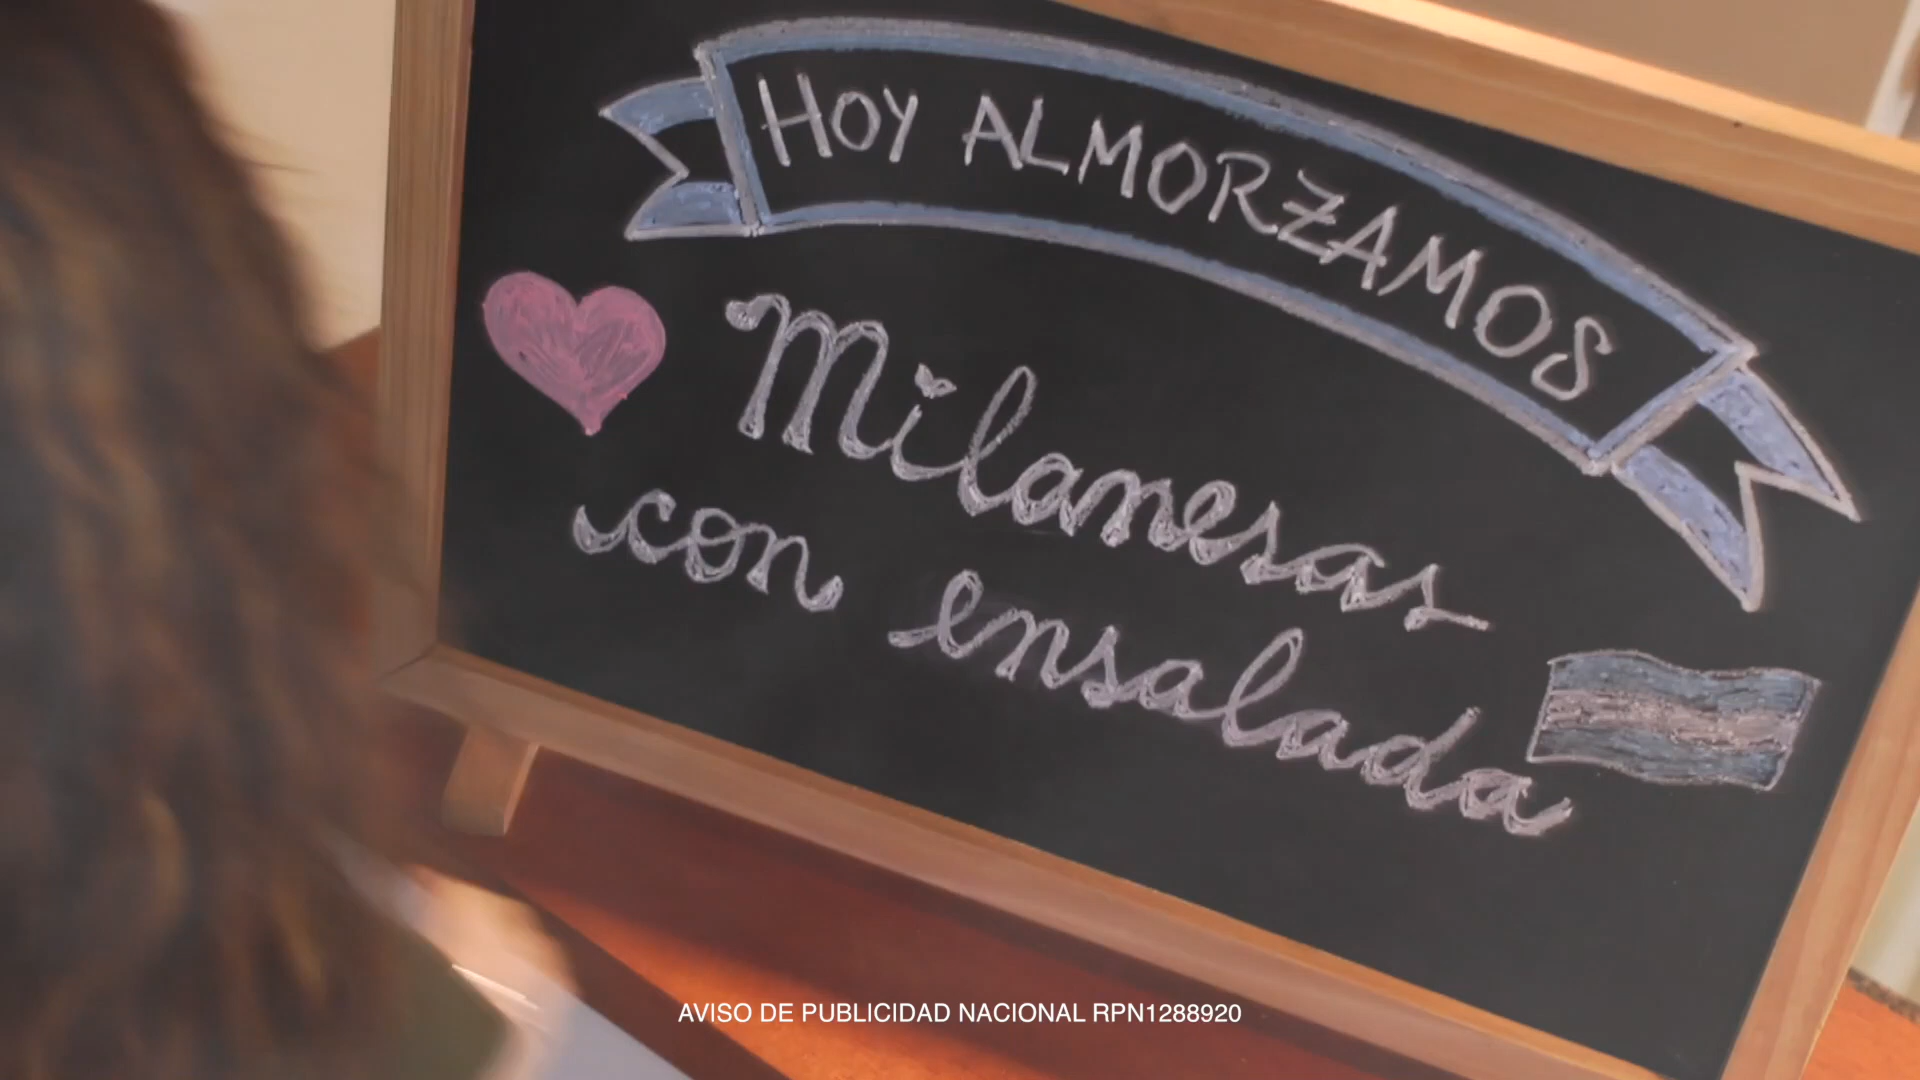 HOY ALMORZAMOS
Milanesas
con ensalada
AVISO DE PUBLICIDAD NACIONAL RPN1288920